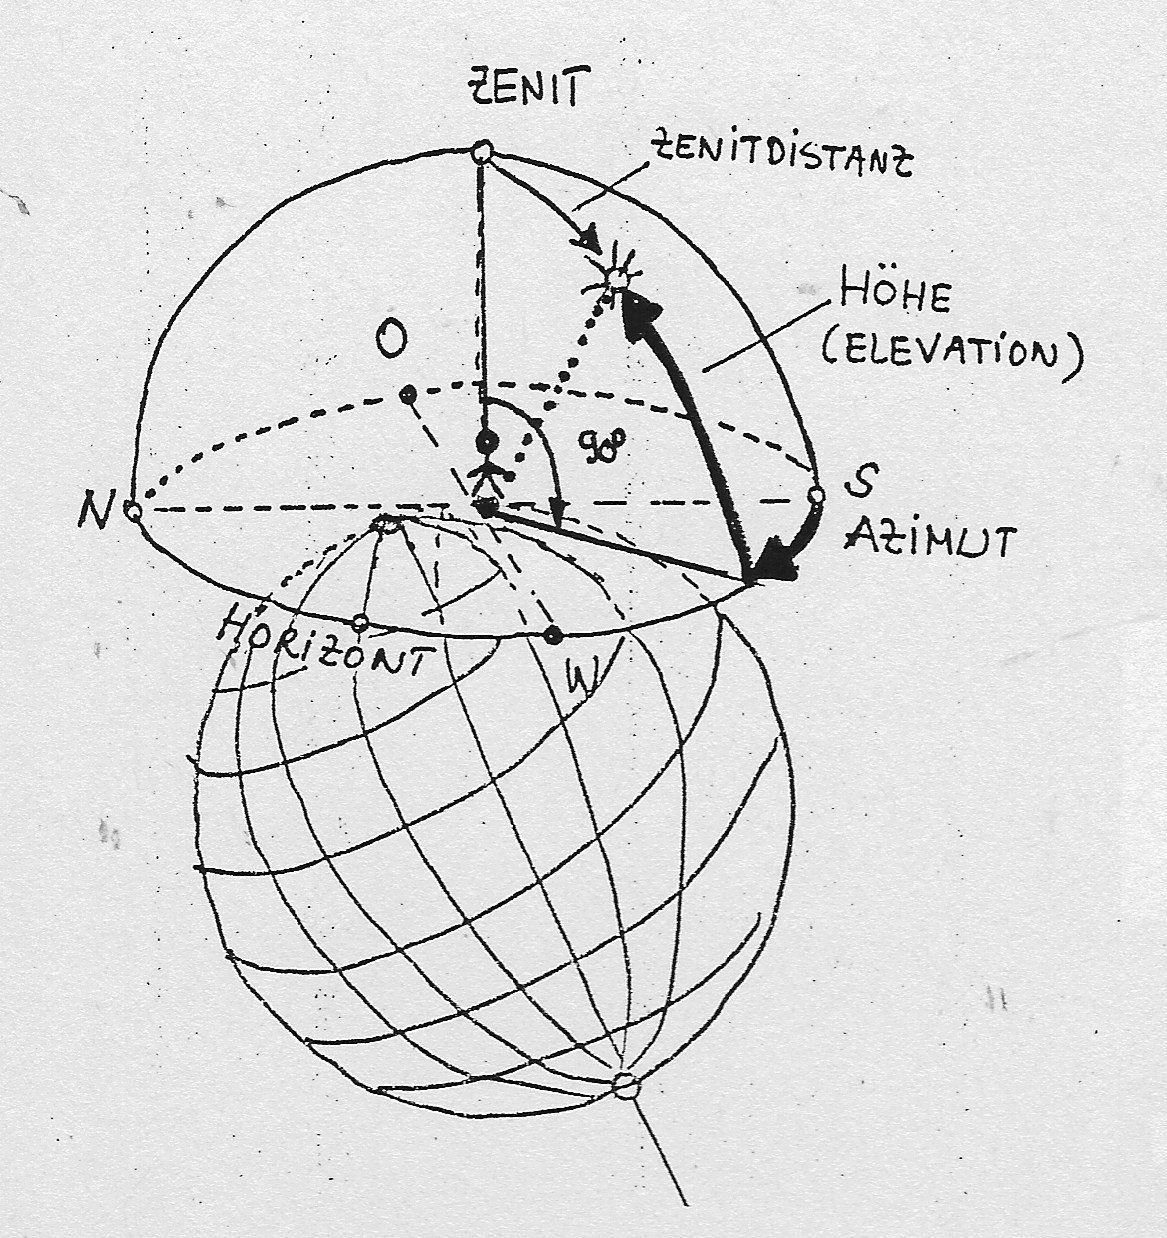 ZENIT
ZENITDISTANZ
HÖHE
(ELEVATION)
O
90°
N
S
AZIMUT
HORIZONT
W